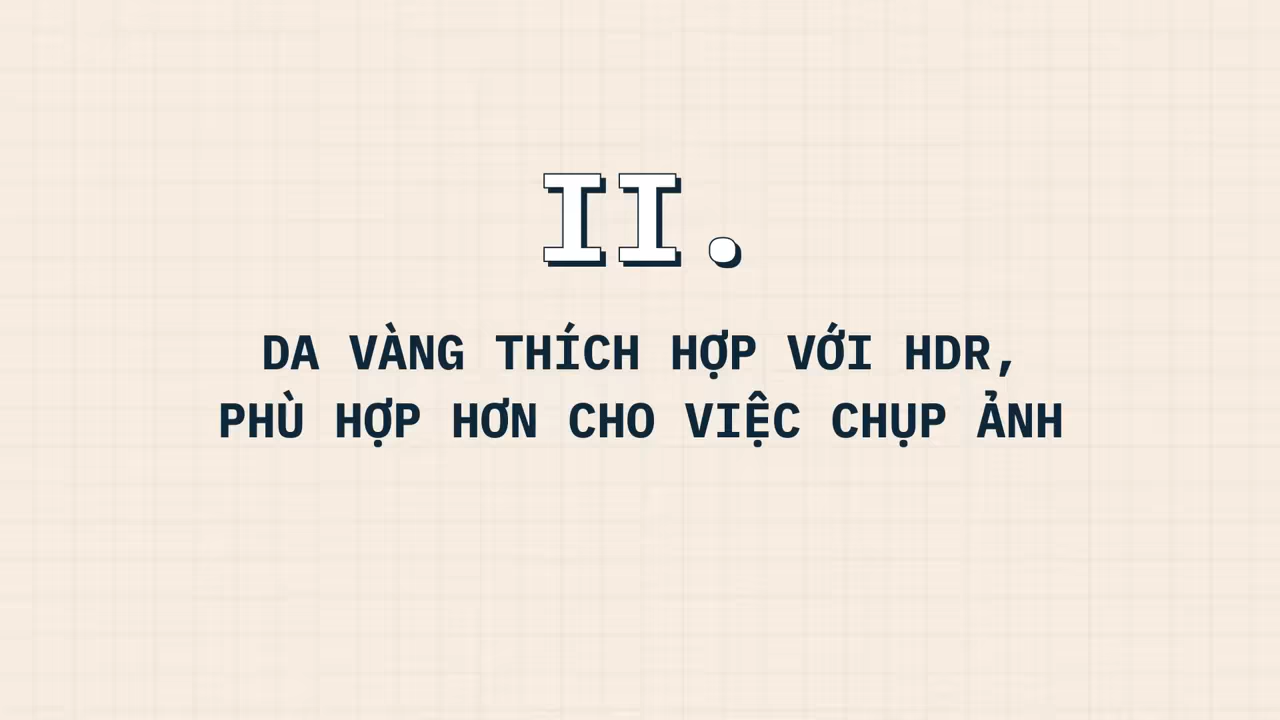 II.
DA VÀNG THÍCH HỢP VỚI HDR,
PHÙ HỢP HƠN CHO VIỆC CHỤP ẢNH